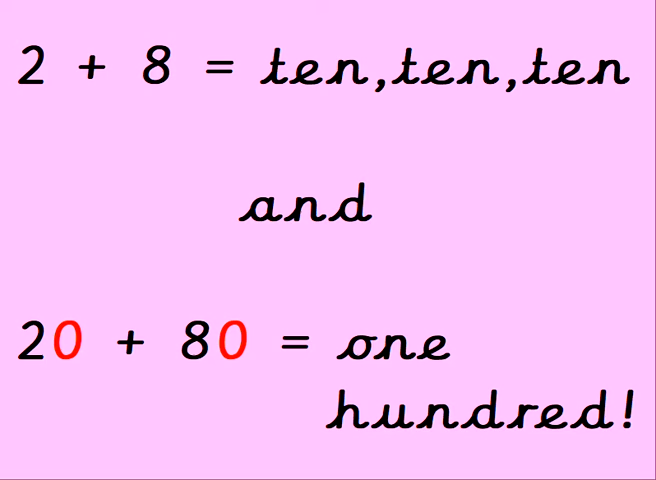 2 + 8 = ten,ten,ten
and
20 + 80 = one
hundred!